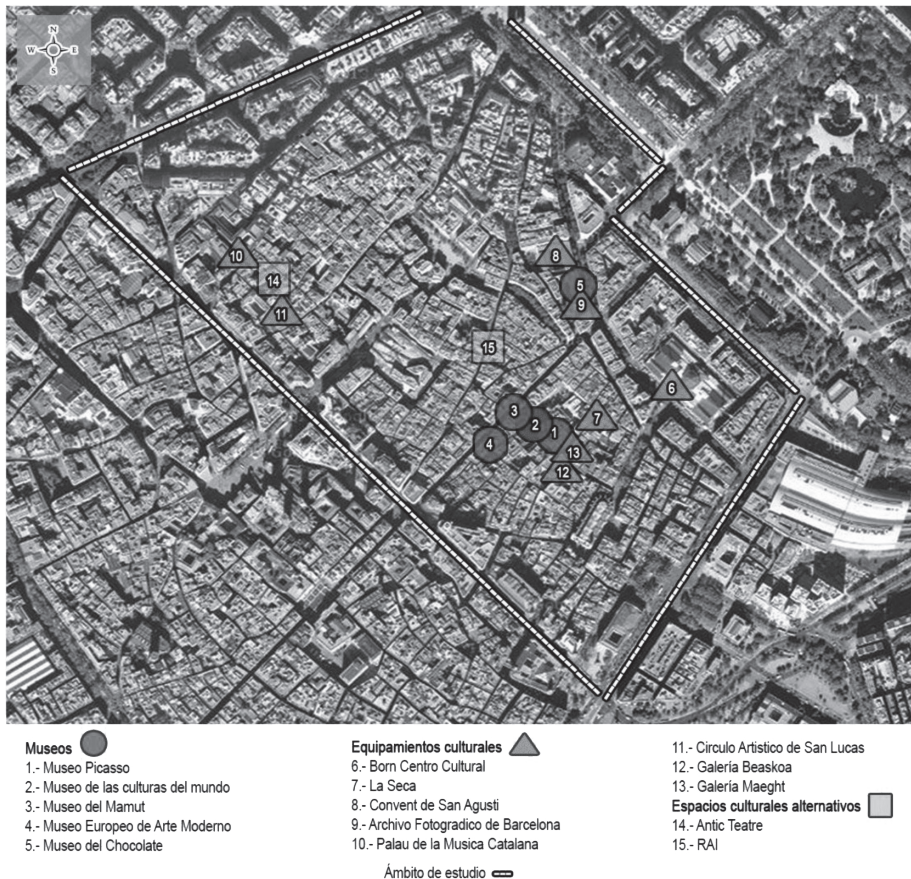 N
W E
S
10
14
11
8
5
9
15
6
3
2
1
7
4
13
12
Museos
1.- Museo Picasso
2.- Museo de las culturas del mundo
3.- Museo del Mamut
4.- Museo Europeo de Arte Moderno
5.- Museo del Chocolate
Equipamientos culturales
6.- Born Centro Cultural
7.- La Seca
8.- Convent de San Agusti
9.- Archivo Fotogradico de Barcelona
10.- Palau de la Musica Catalana
11.- Circulo Artistico de San Lucas
12.- Galería Beaskoa
13.- Galería Maeght
Espacios culturales alternativos
14.- Antic Teatre
15.- RAI
Ámbito de estudio